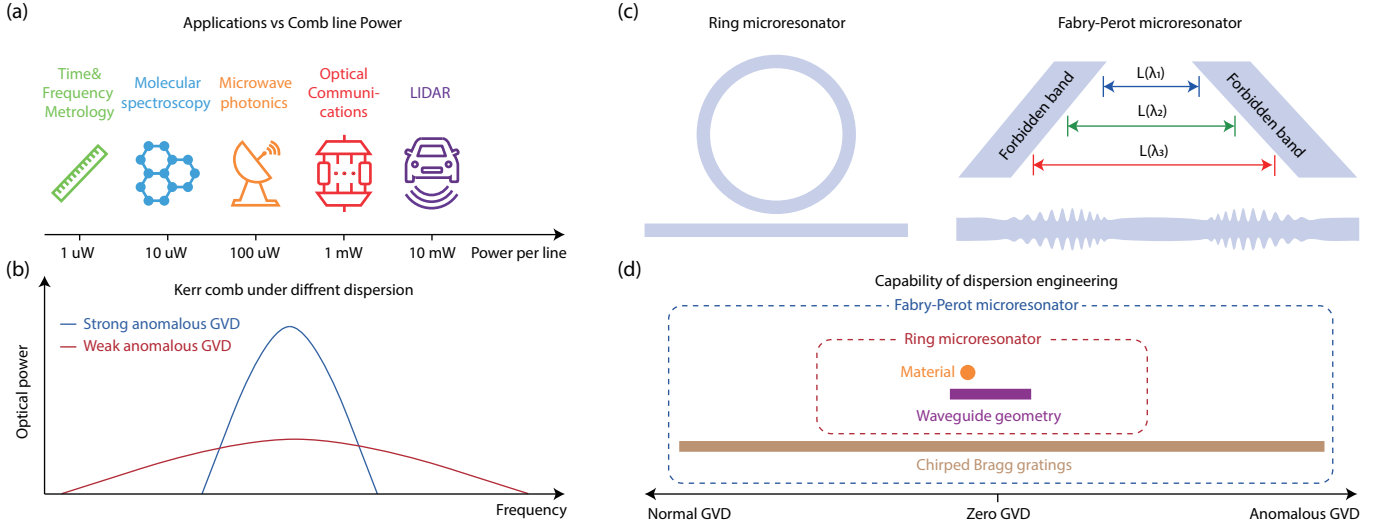 (a)
Applications vs Comb line Power
Time&
Frequency
Metrology
Molecular
spectroscopy
Microwave
photonics
Optical
Communi-
cations
LIDAR
1 uW
10 uW
100 uW
1 mW
10 mW
Power per line
(b)
Kerr comb under diffrent dispersion
Strong anomalous GVD
Weak anomalous GVD
Optical power
Frequency
(c)
Ring microresonator
Fabry-Perot microresonator
Forbidden band
L(λ₁)
L(λ₂)
L(λ₃)
Forbidden band
(d)
Capability of dispersion engineering
Fabry-Perot microresonator
Ring microresonator
Material
Waveguide geometry
Chirped Bragg gratings
Normal GVD
Zero GVD
Anomalous GVD